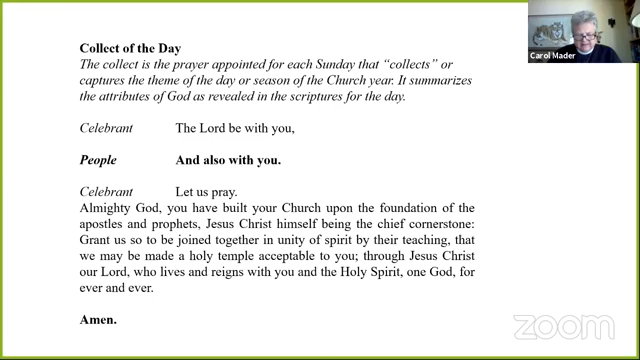 Collect of the Day
The collect is the prayer appointed for each Sunday that “collects” or
captures the theme of the day or season of the Church year. It summarizes
the attributes of God as revealed in the scriptures for the day.
Celebrant The Lord be with you,
People And also with you.
Celebrant Let us pray.
Almighty God, you have built your Church upon the foundation of the
apostles and prophets, Jesus Christ himself being the chief cornerstone:
Grant us so to be joined together in unity of spirit by their teaching, that
we may be made a holy temple acceptable to you; through Jesus Christ
our Lord, who lives and reigns with you and the Holy Spirit, one God, for
ever and ever.
Amen.
Carol Mader
zoom